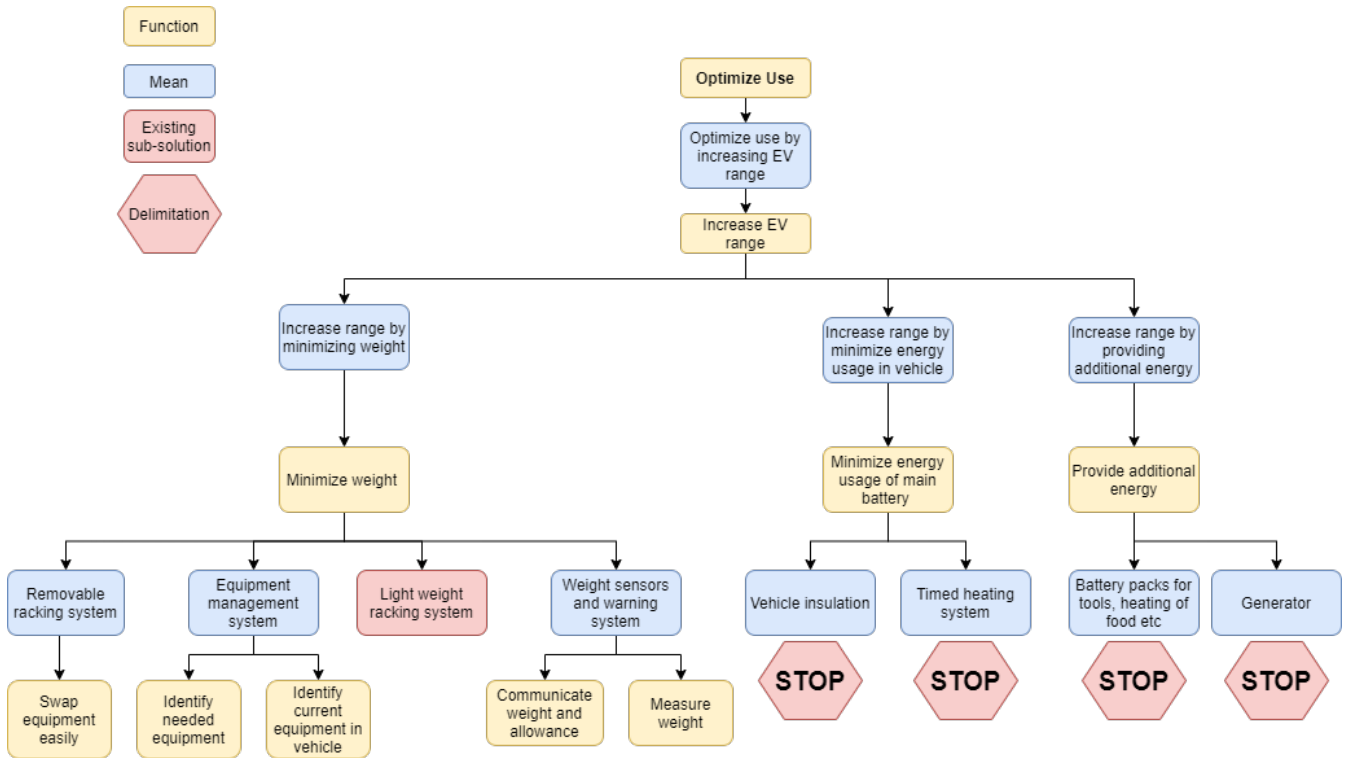 Function
Mean
Existing
sub-solution
Delimitation
Optimize Use
Optimize use by
increasing EV
range
Increase EV
range
Increase range by
minimizing weight
Increase range by
minimize energy
usage in vehicle
Increase range by
providing
additional energy
Minimize weight
Minimize energy
usage of main
battery
Provide additional
energy
Removable
racking system
Equipment
management
system
Light weight
racking system
Weight sensors
and warning
system
Vehicle insulation
Timed heating
system
Battery packs for
tools, heating of
food etc
Generator
Swap
equipment
easily
Identify
needed
equipment
Identify
current
equipment in
vehicle
Communicate
weight and
allowance
Measure
weight
STOP
STOP
STOP
STOP